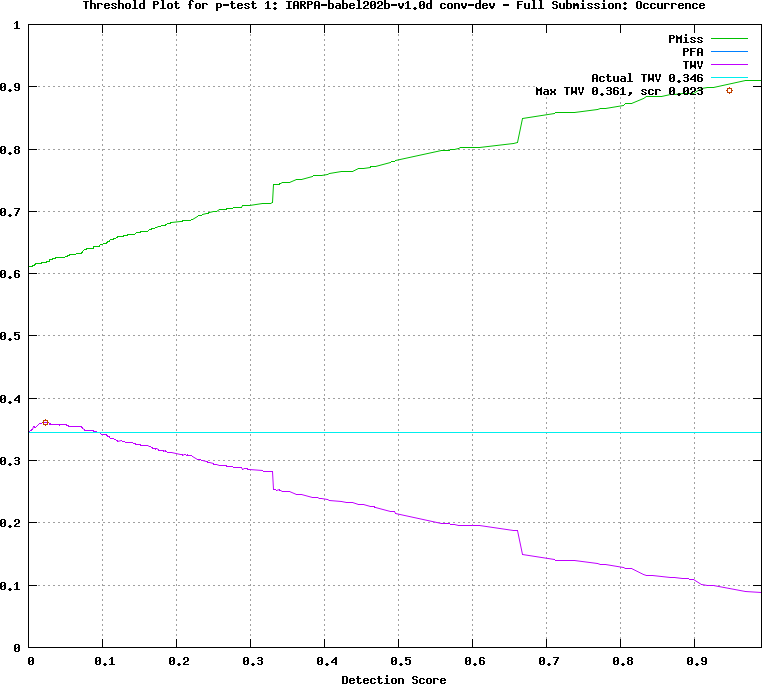 Threshold Plot for p-test 1: IARPA-babel202b-v1.0d conv-dev - Full Submission: Occurrence
PMiss
PFA
TWV
Actual TWV 0.346
Max TWV 0.361, scr 0.023
1
0.9
0.8
0.7
0.6
0.5
0.4
0.3
0.2
0.1
0
0 0.1 0.2 0.3 0.4 0.5 0.6 0.7 0.8 0.9
Detection Score